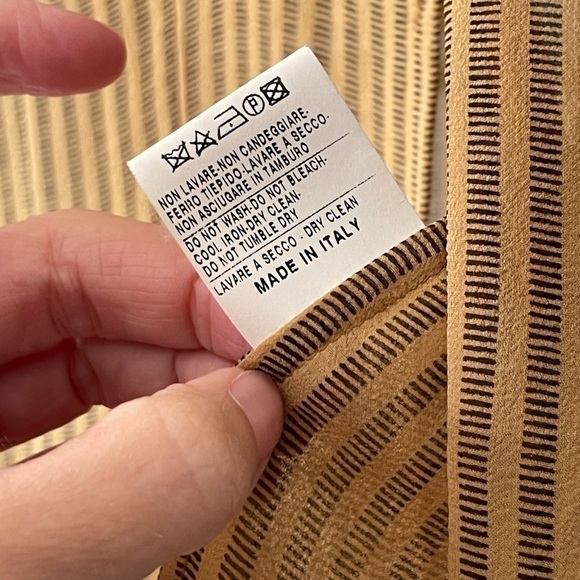 P
NON LAVARE-NON CANDEGGIARE-
FERRO TIEPIDO-LAVARE A SECCO-
NON ASCIUGARE IN TAMBURO
DO NOT WASH-DO NOT BLEACH-
COOL IRON-DRY CLEAN-
DO NOT TUMBLE DRY
LAVARE A SECCO - DRY CLEAN
MADE IN ITALY